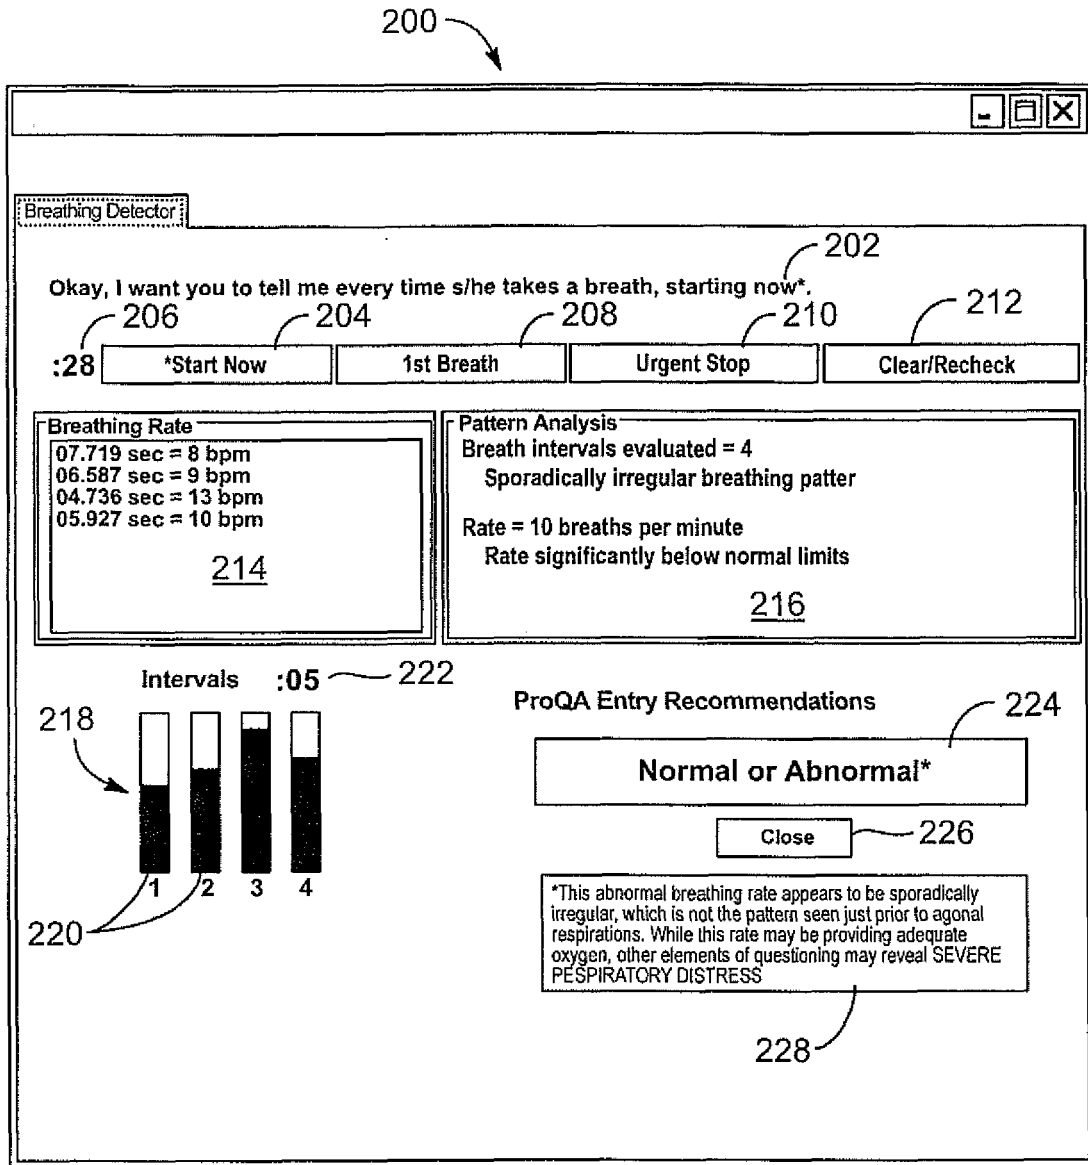 200
Breathing Detector
202
Okay, I want you to tell me every time s/he takes a breath, starting now*.
206 204 208 210 212
:28 *Start Now 1st Breath Urgent Stop Clear/Recheck
Breathing Rate
07.719 sec = 8 bpm
06.587 sec = 9 bpm
04.736 sec = 13 bpm
05.927 sec = 10 bpm
214
Pattern Analysis
Breath intervals evaluated = 4
Sporadically irregular breathing patter
Rate = 10 breaths per minute
Rate significantly below normal limits
216
Intervals :05 222
218
1 2 3 4
220
ProQA Entry Recommendations
224
Normal or Abnormal*
Close 226
*This abnormal breathing rate appears to be sporadically
irregular, which is not the pattern seen just prior to agonal
respirations. While this rate may be providing adequate
oxygen, other elements of questioning may reveal SEVERE
PESPIRATORY DISTRESS
228